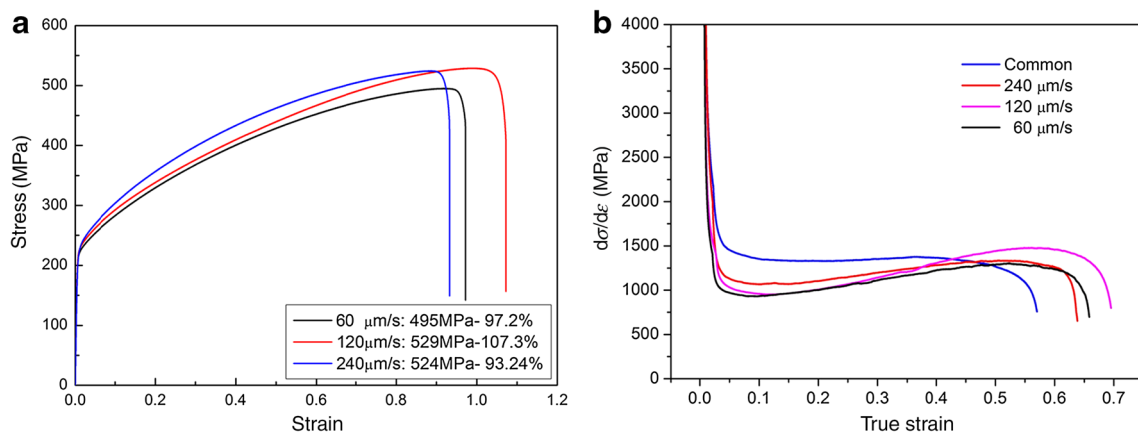 a
600
500
400
300
200
100
0
Stress (MPa)
0.0 0.2 0.4 0.6 0.8 1.0 1.2
Strain
60 μm/s: 495MPa- 97.2%
120μm/s: 529MPa-107.3%
240μm/s: 524MPa- 93.24%
b
4000
3500
3000
2500
2000
1500
1000
500
0
dσ/dε (MPa)
0.0 0.1 0.2 0.3 0.4 0.5 0.6 0.7
True strain
Common
240 μm/s
120 μm/s
60 μm/s